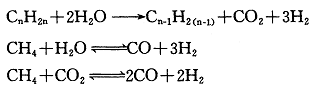 CₙH₂ₙ+2H₂O ⟶ Cₙ₋₁H₂₍ₙ₋₁₎+CO₂+3H₂
CH₄+H₂O ⇌ CO+3H₂
CH₄+CO₂ ⇌ 2CO+2H₂